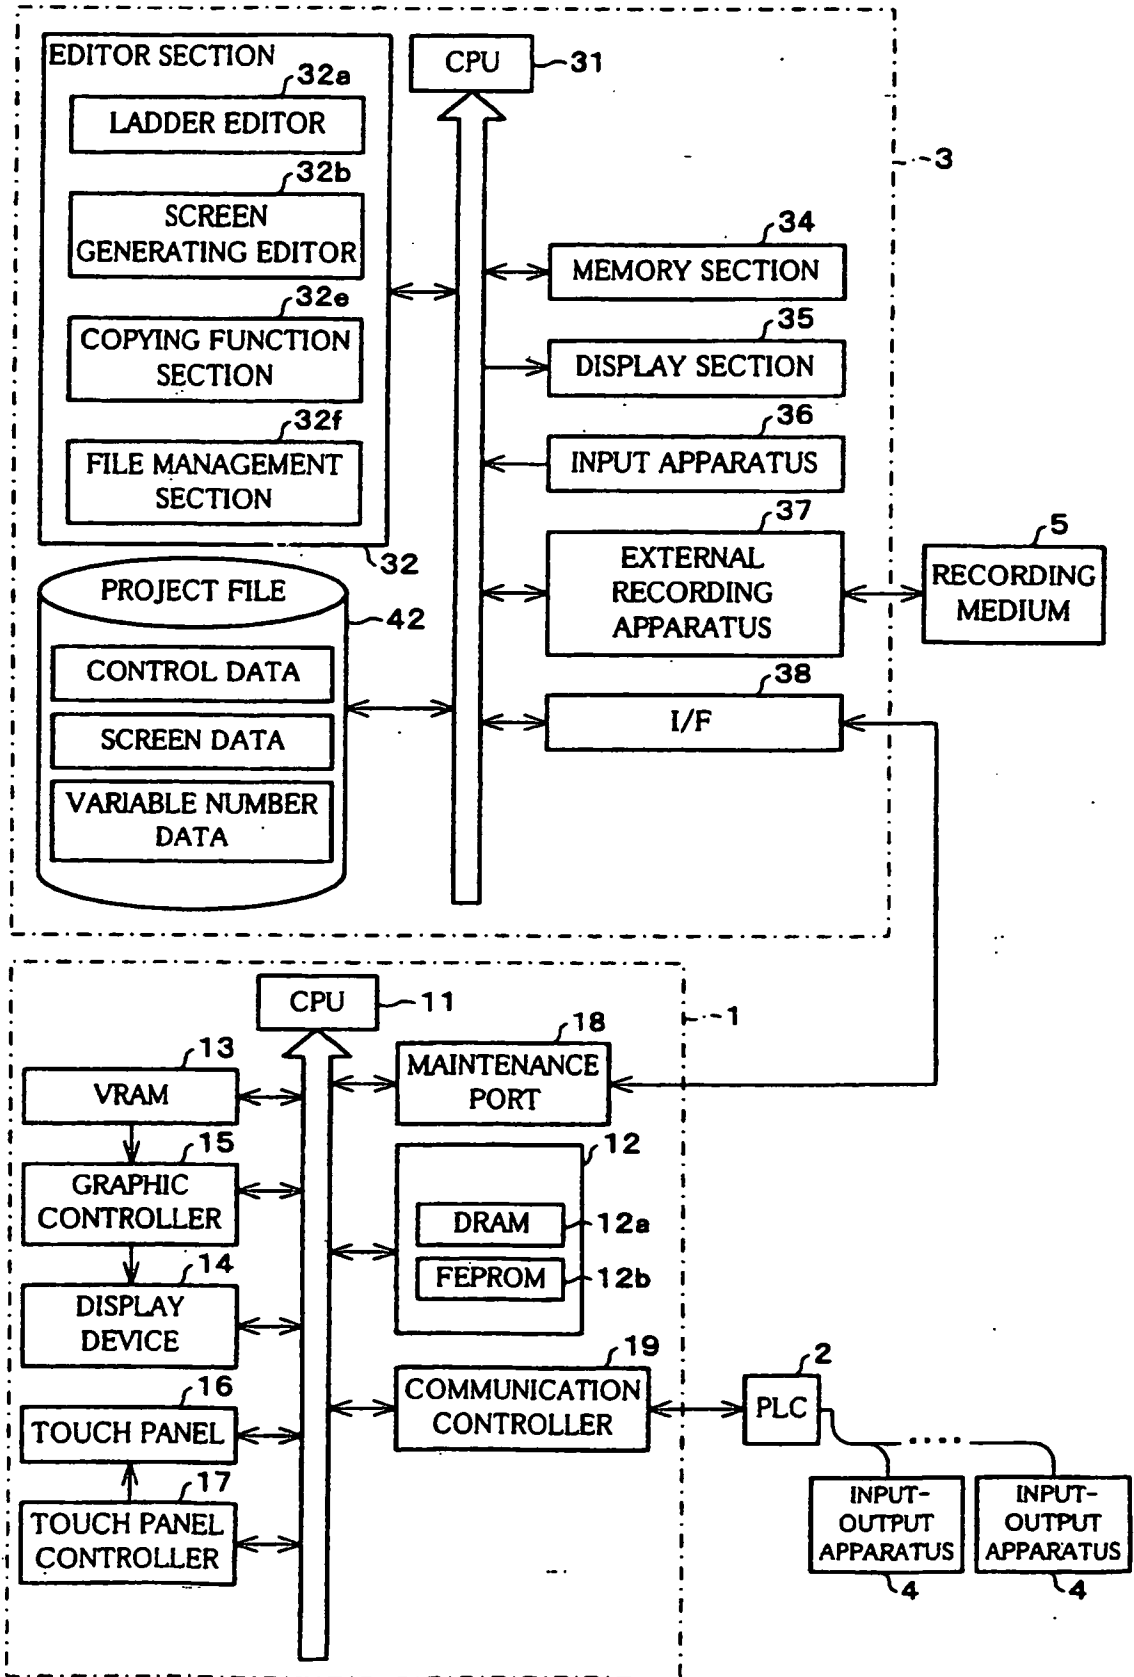 EDITOR SECTION
32a
LADDER EDITOR
32b
SCREEN
GENERATING EDITOR
32e
COPYING FUNCTION
SECTION
32f
FILE MANAGEMENT
SECTION
32
PROJECT FILE
42
CONTROL DATA
SCREEN DATA
VARIABLE NUMBER
DATA
CPU
31
3
34
MEMORY SECTION
35
DISPLAY SECTION
36
INPUT APPARATUS
37
EXTERNAL
RECORDING
APPARATUS
5
RECORDING
MEDIUM
38
I/F
CPU
11
1
13
VRAM
15
GRAPHIC
CONTROLLER
14
DISPLAY
DEVICE
16
TOUCH PANEL
17
TOUCH PANEL
CONTROLLER
18
MAINTENANCE
PORT
12
DRAM
12a
FEPROM
12b
19
COMMUNICATION
CONTROLLER
2
PLC
INPUT-
OUTPUT
APPARATUS
4
INPUT-
OUTPUT
APPARATUS
4